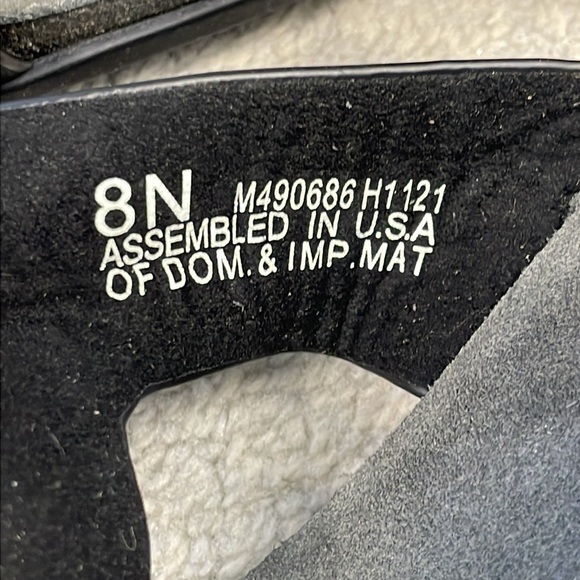 8N M490686 H1121
ASSEMBLED IN U.S.A
OF DOM. & IMP. MAT